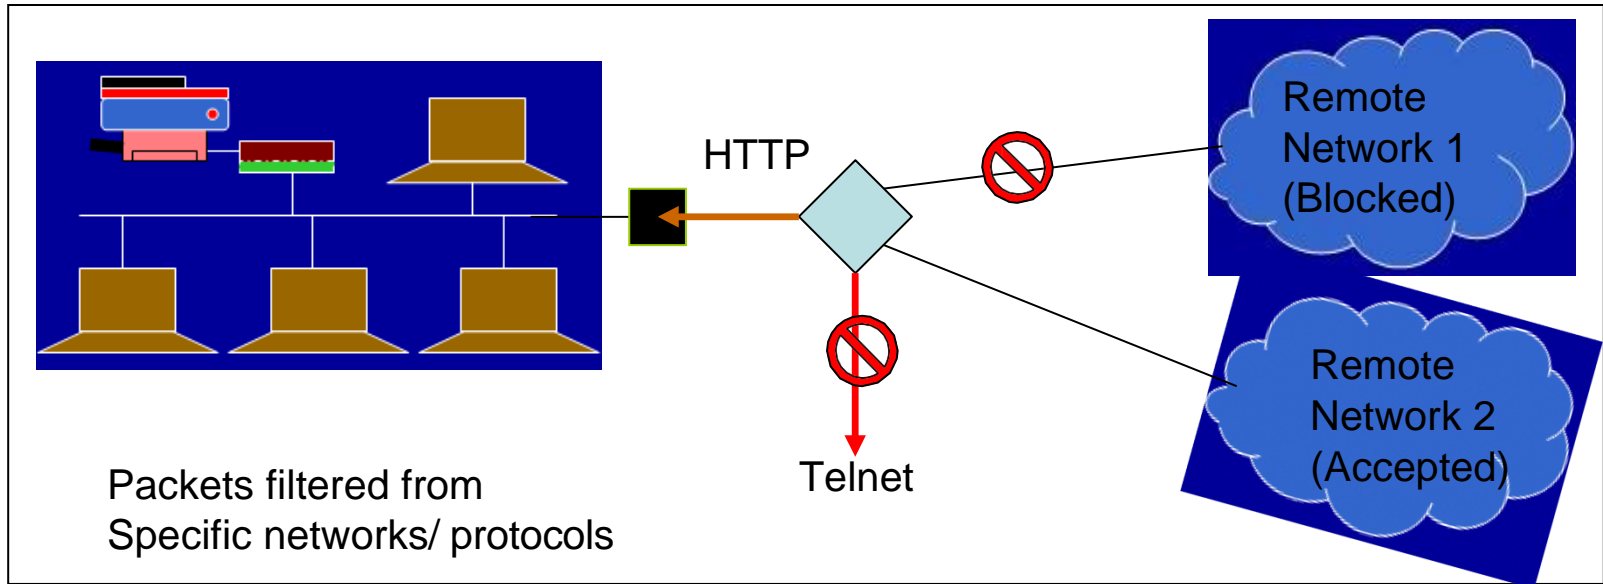 HTTP
Remote
Network 1
(Blocked)
Remote
Network 2
(Accepted)
Telnet
Packets filtered from
Specific networks/ protocols